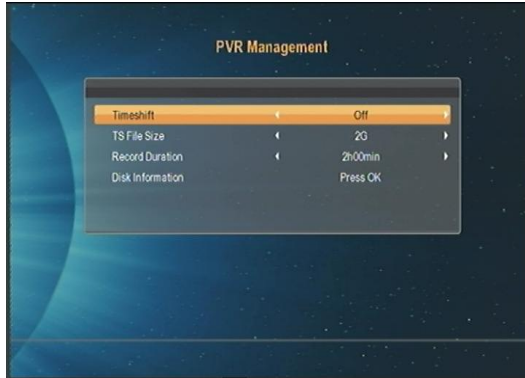 PVR Management
Timeshift Off
TS File Size 2G
Record Duration 2h00min
Disk Information Press OK